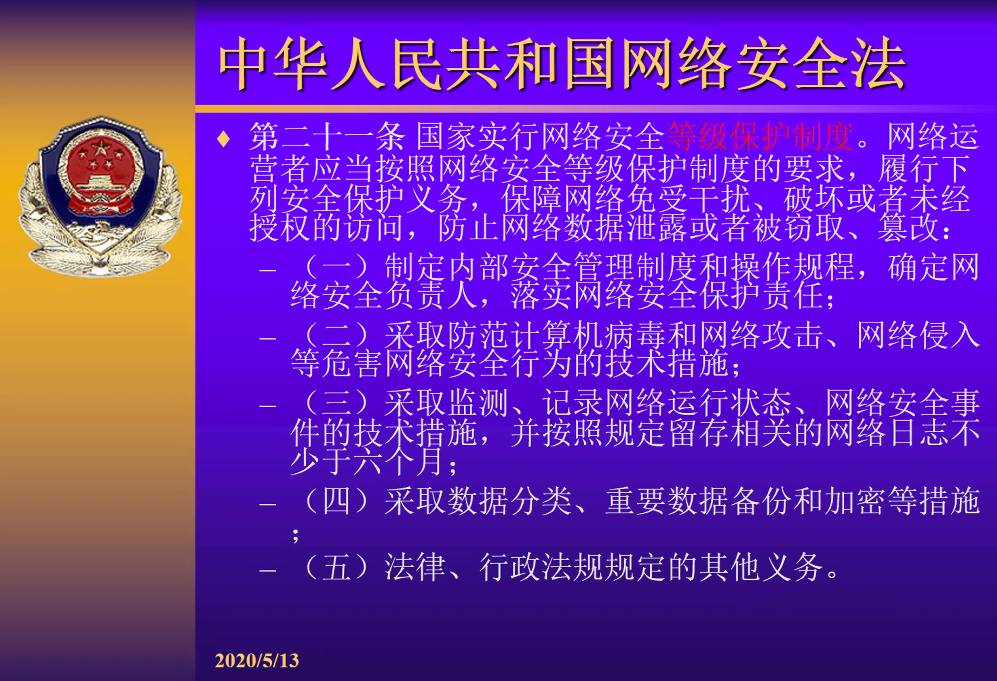 中华人民共和国网络安全法
♦ 第二十一条 国家实行网络安全等级保护制度。网络运
营者应当按照网络安全等级保护制度的要求，履行下
列安全保护义务，保障网络免受干扰、破坏或者未经
授权的访问，防止网络数据泄露或者被窃取、篡改：
– （一）制定内部安全管理制度和操作规程，确定网
络安全负责人，落实网络安全保护责任；
– （二）采取防范计算机病毒和网络攻击、网络侵入
等危害网络安全行为的技术措施；
– （三）采取监测、记录网络运行状态、网络安全事
件的技术措施，并按照规定留存相关的网络日志不
少于六个月；
– （四）采取数据分类、重要数据备份和加密等措施
；
– （五）法律、行政法规规定的其他义务。
2020/5/13